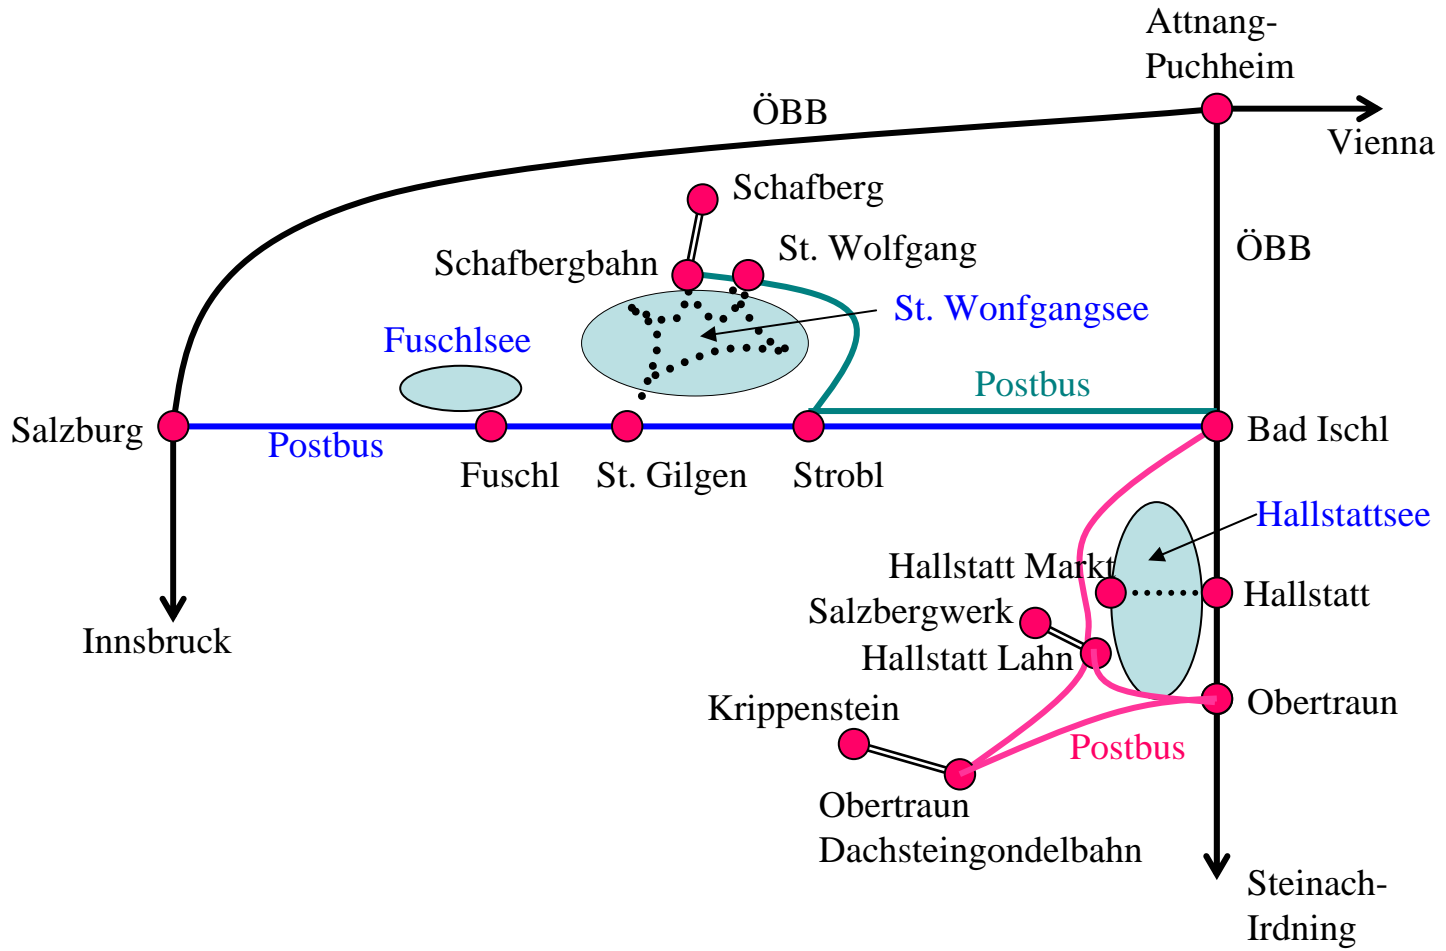 Attnang-
Puchheim
ÖBB
Vienna
Schafberg
St. Wolfgang
ÖBB
Schafbergbahn
St. Wonfgangsee
Fuschlsee
Postbus
Salzburg
Postbus
Bad Ischl
Fuschl
St. Gilgen
Strobl
Hallstattsee
Hallstatt Markt
Hallstatt
Salzbergwerk
Innsbruck
Hallstatt Lahn
Krippenstein
Obertraun
Postbus
Obertraun
Dachsteingondelbahn
Steinach-
Irdning